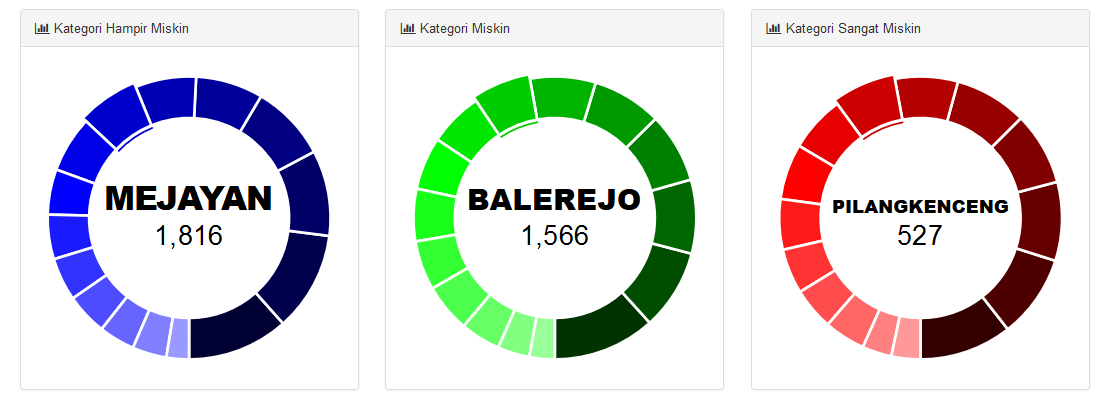 Kategori Hampir Miskin
MEJAYAN
1,816
Kategori Miskin
BALEREJO
1,566
Kategori Sangat Miskin
PILANGKENCENG
527